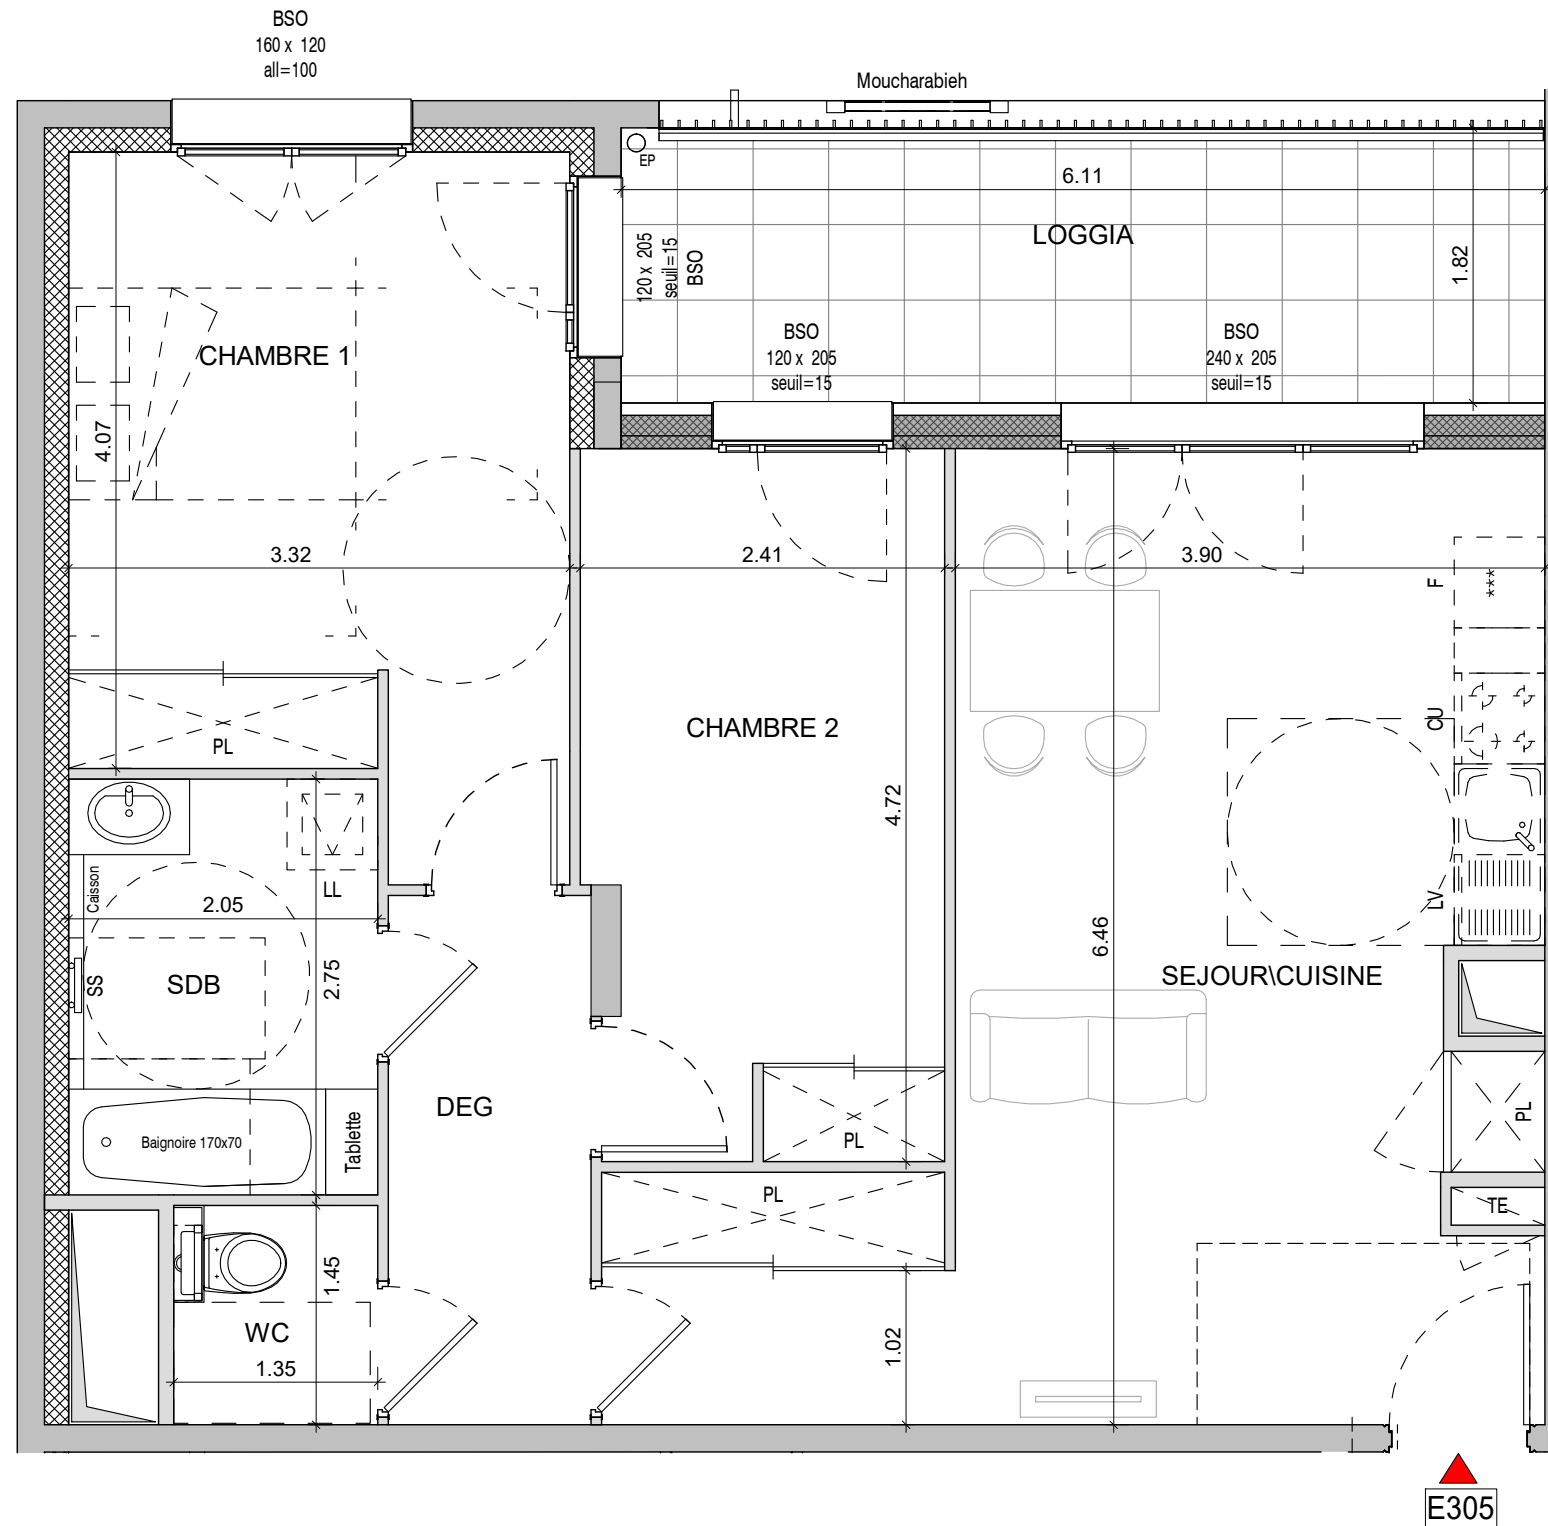 BSO
160 x 120
all=100
Moucharabieh
EP
6.11
LOGGIA
1.82
120 x 205
seuil=15
BSO
BSO
120 x 205
seuil=15
BSO
240 x 205
seuil=15
CHAMBRE 1
4.07
3.32
2.41
3.90
F
***
CU
PL
CHAMBRE 2
4.72
LL
Caisson
2.05
LV
6.46
SS
SDB
2.75
SEJOUR\CUISINE
DEG
Baignoire 170x70
Tablette
PL
PL
PL
TE
1.45
WC
1.35
1.02
E305